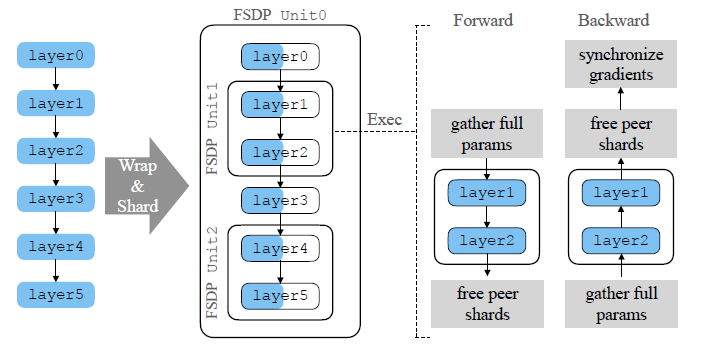 layer0
layer1
layer2
layer3
layer4
layer5
Wrap
&
Shard
FSDP Unit0
layer0
FSDP Unit1
layer1
layer2
layer3
FSDP Unit2
layer4
layer5
Exec
Forward
gather full
params
layer1
layer2
free peer
shards
Backward
synchronize
gradients
free peer
shards
layer1
layer2
gather full
params